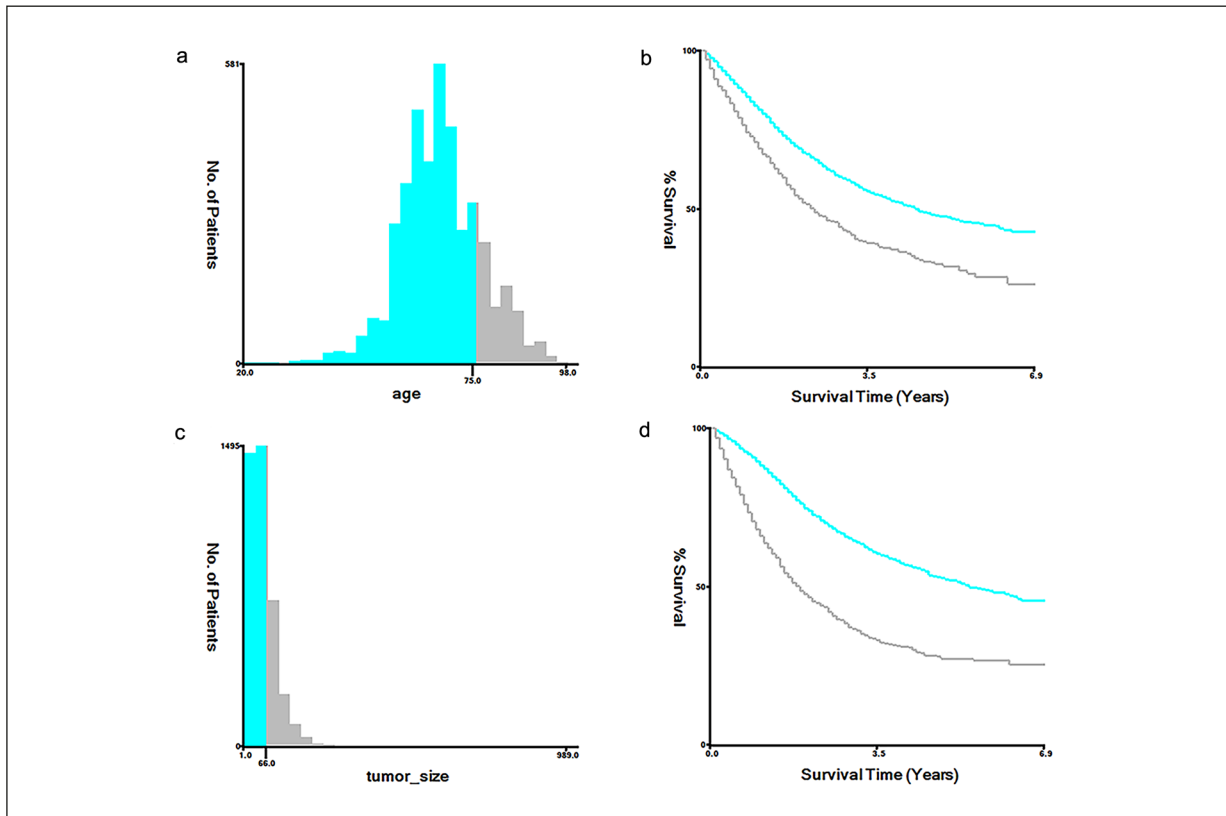 a
581
No. of Patients
0
20.0
75.0
98.0
age
b
100
% Survival
50
0
0.0
3.5
6.9
Survival Time (Years)
c
1495
No. of Patients
0
1.0
66.0
989.0
tumor_size
d
100
% Survival
50
0
0.0
3.5
6.9
Survival Time (Years)